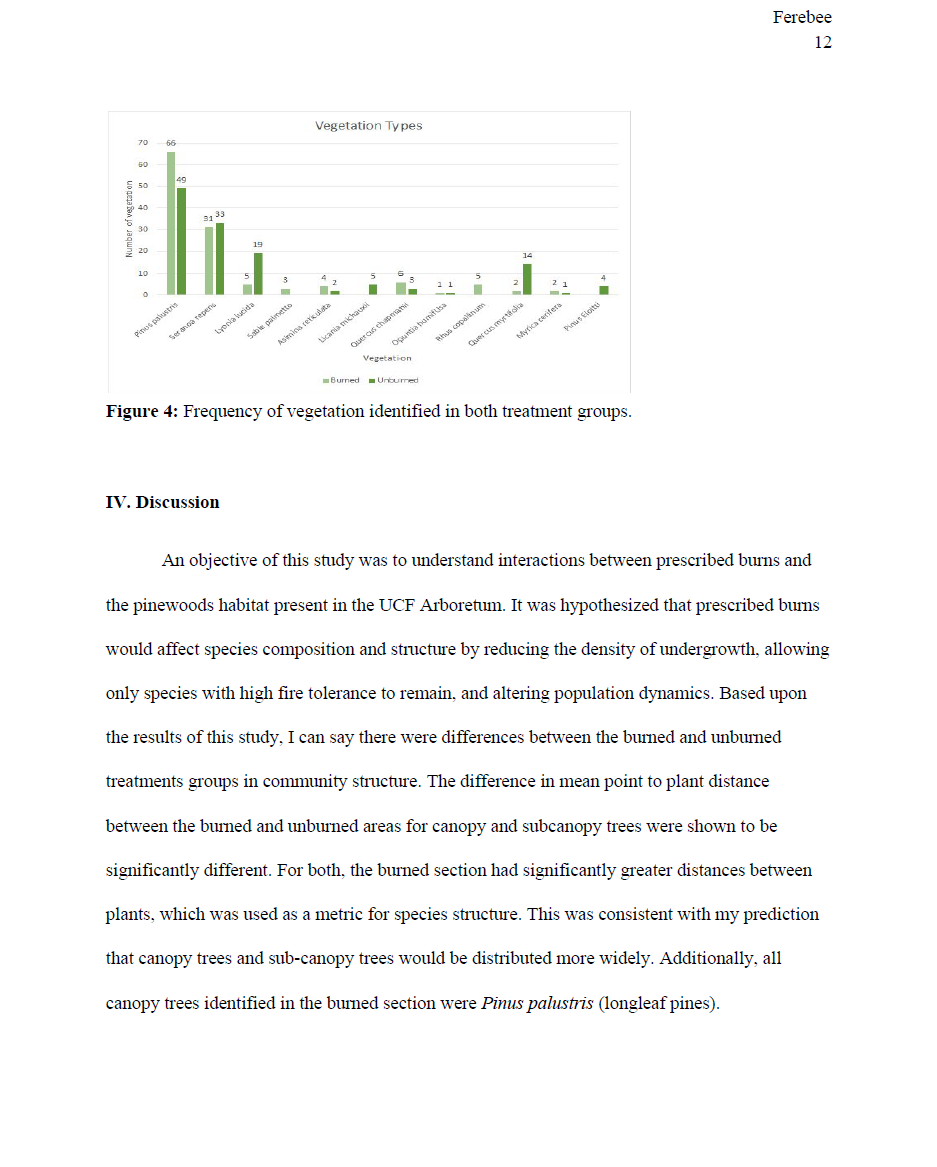 Ferebee
12
Vegetation Types
70
60
50
40
30
20
10
0
Number of vegetation
66
49
31
33
5
19
3
4
2
5
6
3
1
1
5
2
14
2
1
4
Pinus palustris
Seranoa repens
Lyonia lucida
Sable palmetto
Asimina reticulata
Licania michauxii
Quercus chapmanii
Opuntia humifusa
Rhus copallinum
Quercus myrtifolia
Myrica cerifera
Pinus Eliotti
Vegetation
Burned Unburned
Figure 4: Frequency of vegetation identified in both treatment groups.
IV. Discussion
An objective of this study was to understand interactions between prescribed burns and
the pinewoods habitat present in the UCF Arboretum. It was hypothesized that prescribed burns
would affect species composition and structure by reducing the density of undergrowth, allowing
only species with high fire tolerance to remain, and altering population dynamics. Based upon
the results of this study, I can say there were differences between the burned and unburned
treatments groups in community structure. The difference in mean point to plant distance
between the burned and unburned areas for canopy and subcanopy trees were shown to be
significantly different. For both, the burned section had significantly greater distances between
plants, which was used as a metric for species structure. This was consistent with my prediction
that canopy trees and sub-canopy trees would be distributed more widely. Additionally, all
canopy trees identified in the burned section were Pinus palustris (longleaf pines).